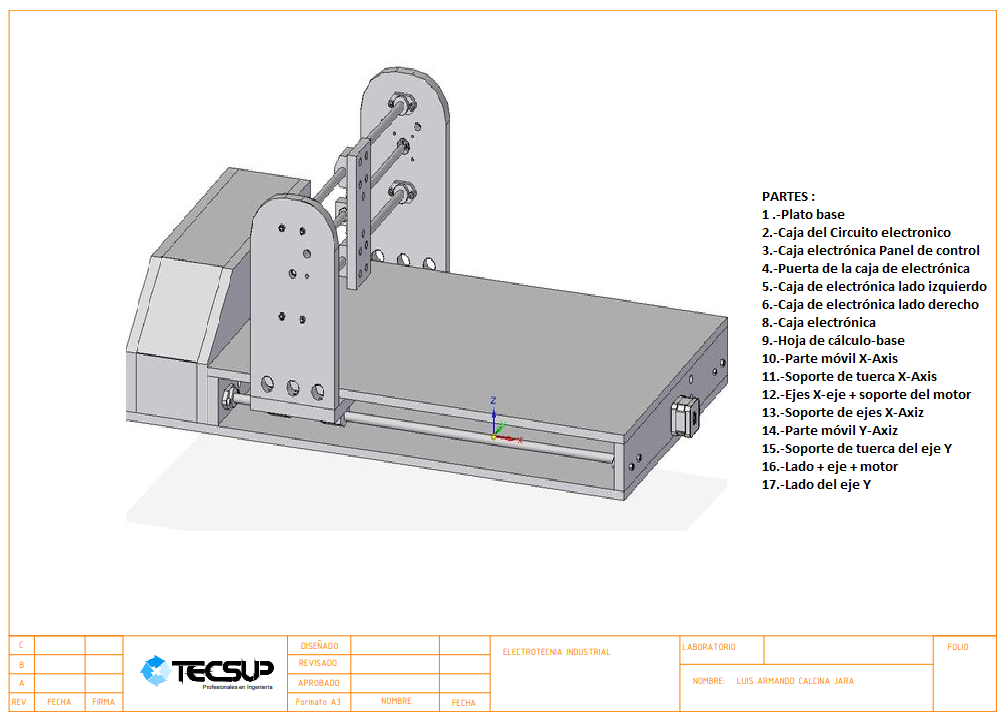 PARTES :
1 .-Plato base
2.-Caja del Circuito electronico
3.-Caja electrónica Panel de control
4.-Puerta de la caja de electrónica
5.-Caja de electrónica lado izquierdo
6.-Caja de electrónica lado derecho
8.-Caja electrónica
9.-Hoja de cálculo-base
10.-Parte móvil X-Axis
11.-Soporte de tuerca X-Axis
12.-Ejes X-eje + soporte del motor
13.-Soporte de ejes X-Axiz
14.-Parte móvil Y-Axiz
15.-Soporte de tuerca del eje Y
16.-Lado + eje + motor
17.-Lado del eje Y
Z
Y
X
C
B
A
REV FECHA FIRMA
TECSUP
Profesionales en Ingeniería
DISEÑADO
REVISADO
APROBADO
Formato A3 NOMBRE FECHA
ELECTROTECNIA INDUSTRIAL
LABORATORIO
NOMBRE: LUIS ARMANDO CALCINA JARA
FOLIO